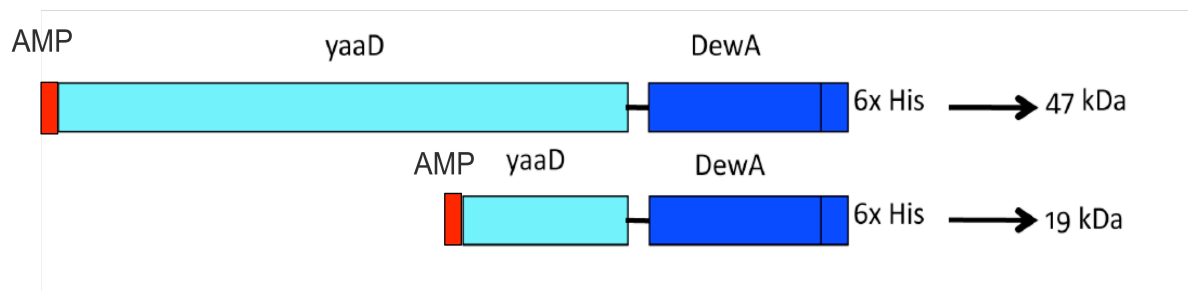 AMP yaaD DewA
6x His 47 kDa
AMP yaaD DewA
6x His 19 kDa